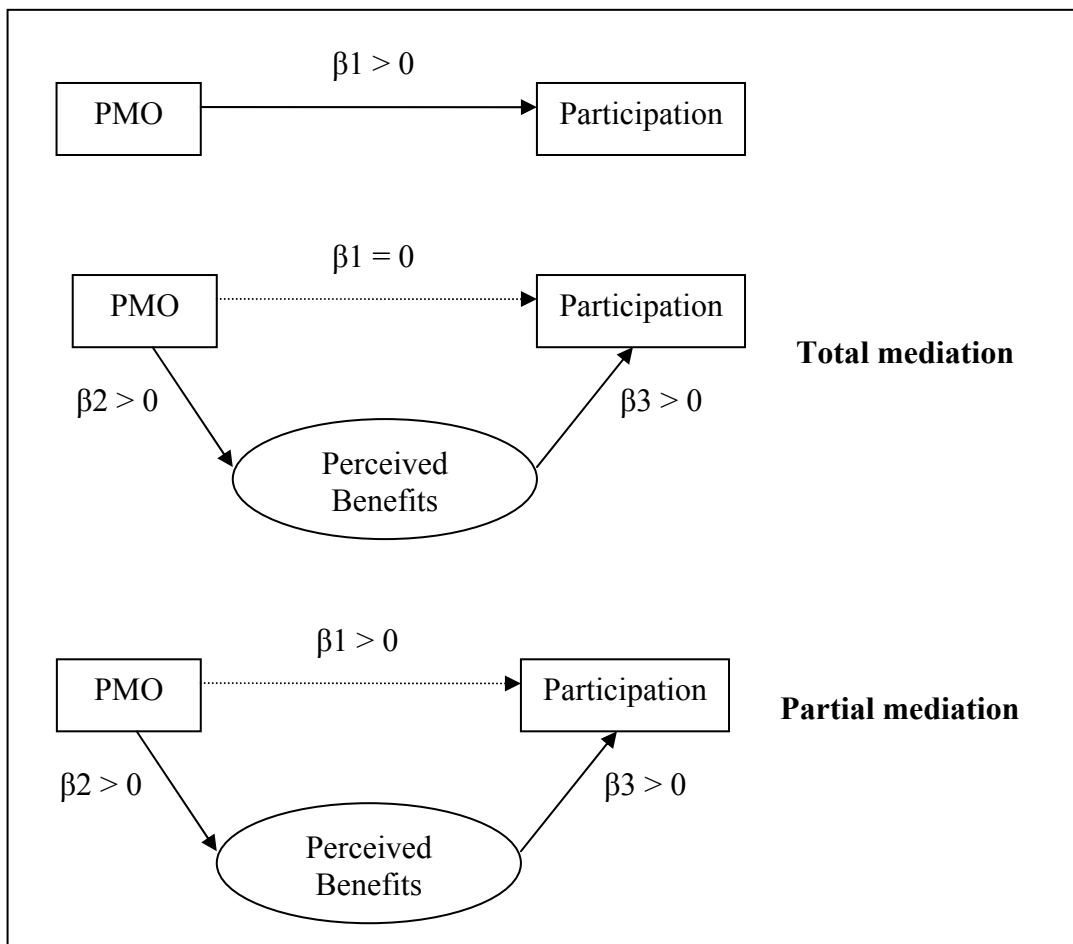 β1 > 0
PMO
Participation
β1 = 0
PMO
Participation
Total mediation
β2 > 0
β3 > 0
Perceived
Benefits
β1 > 0
PMO
Participation
Partial mediation
β2 > 0
β3 > 0
Perceived
Benefits